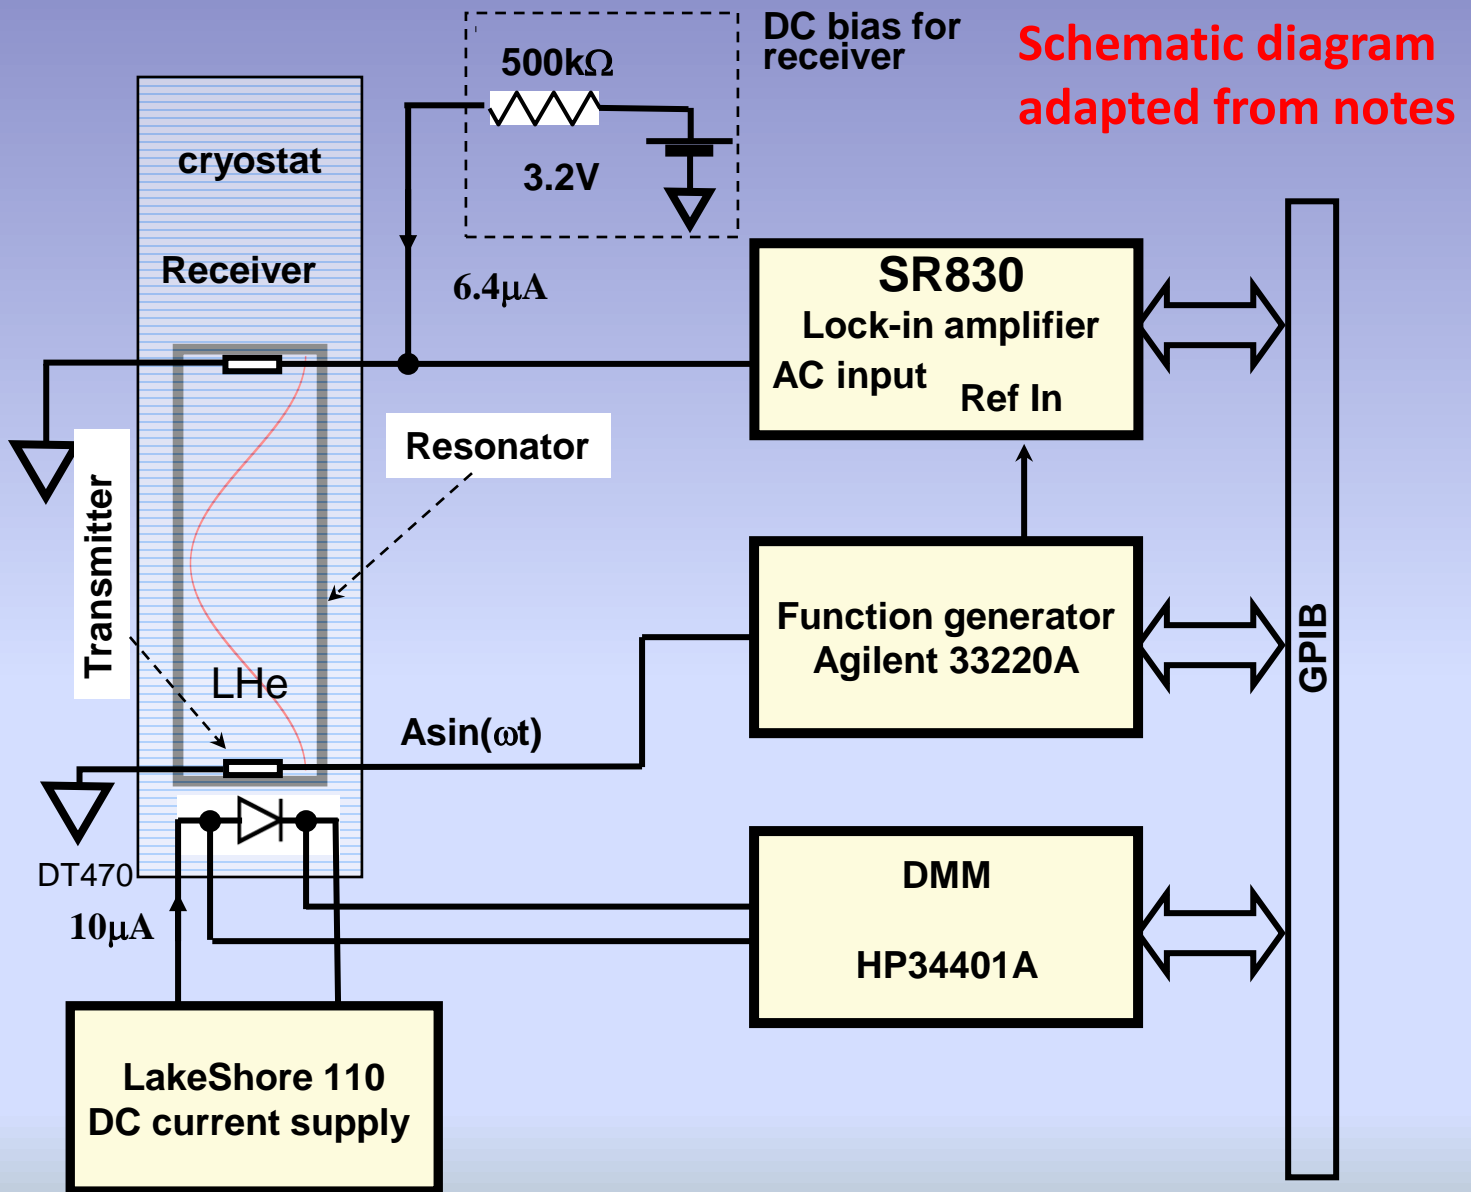 DC bias for
receiver
Schematic diagram
adapted from notes
500kΩ
3.2V
cryostat
Receiver
6.4μA
SR830
Lock-in amplifier
AC input
Ref In
Resonator
Transmitter
LHe
Asin(ωt)
Function generator
Agilent 33220A
GPIB
DT470
10μA
DMM
HP34401A
LakeShore 110
DC current supply